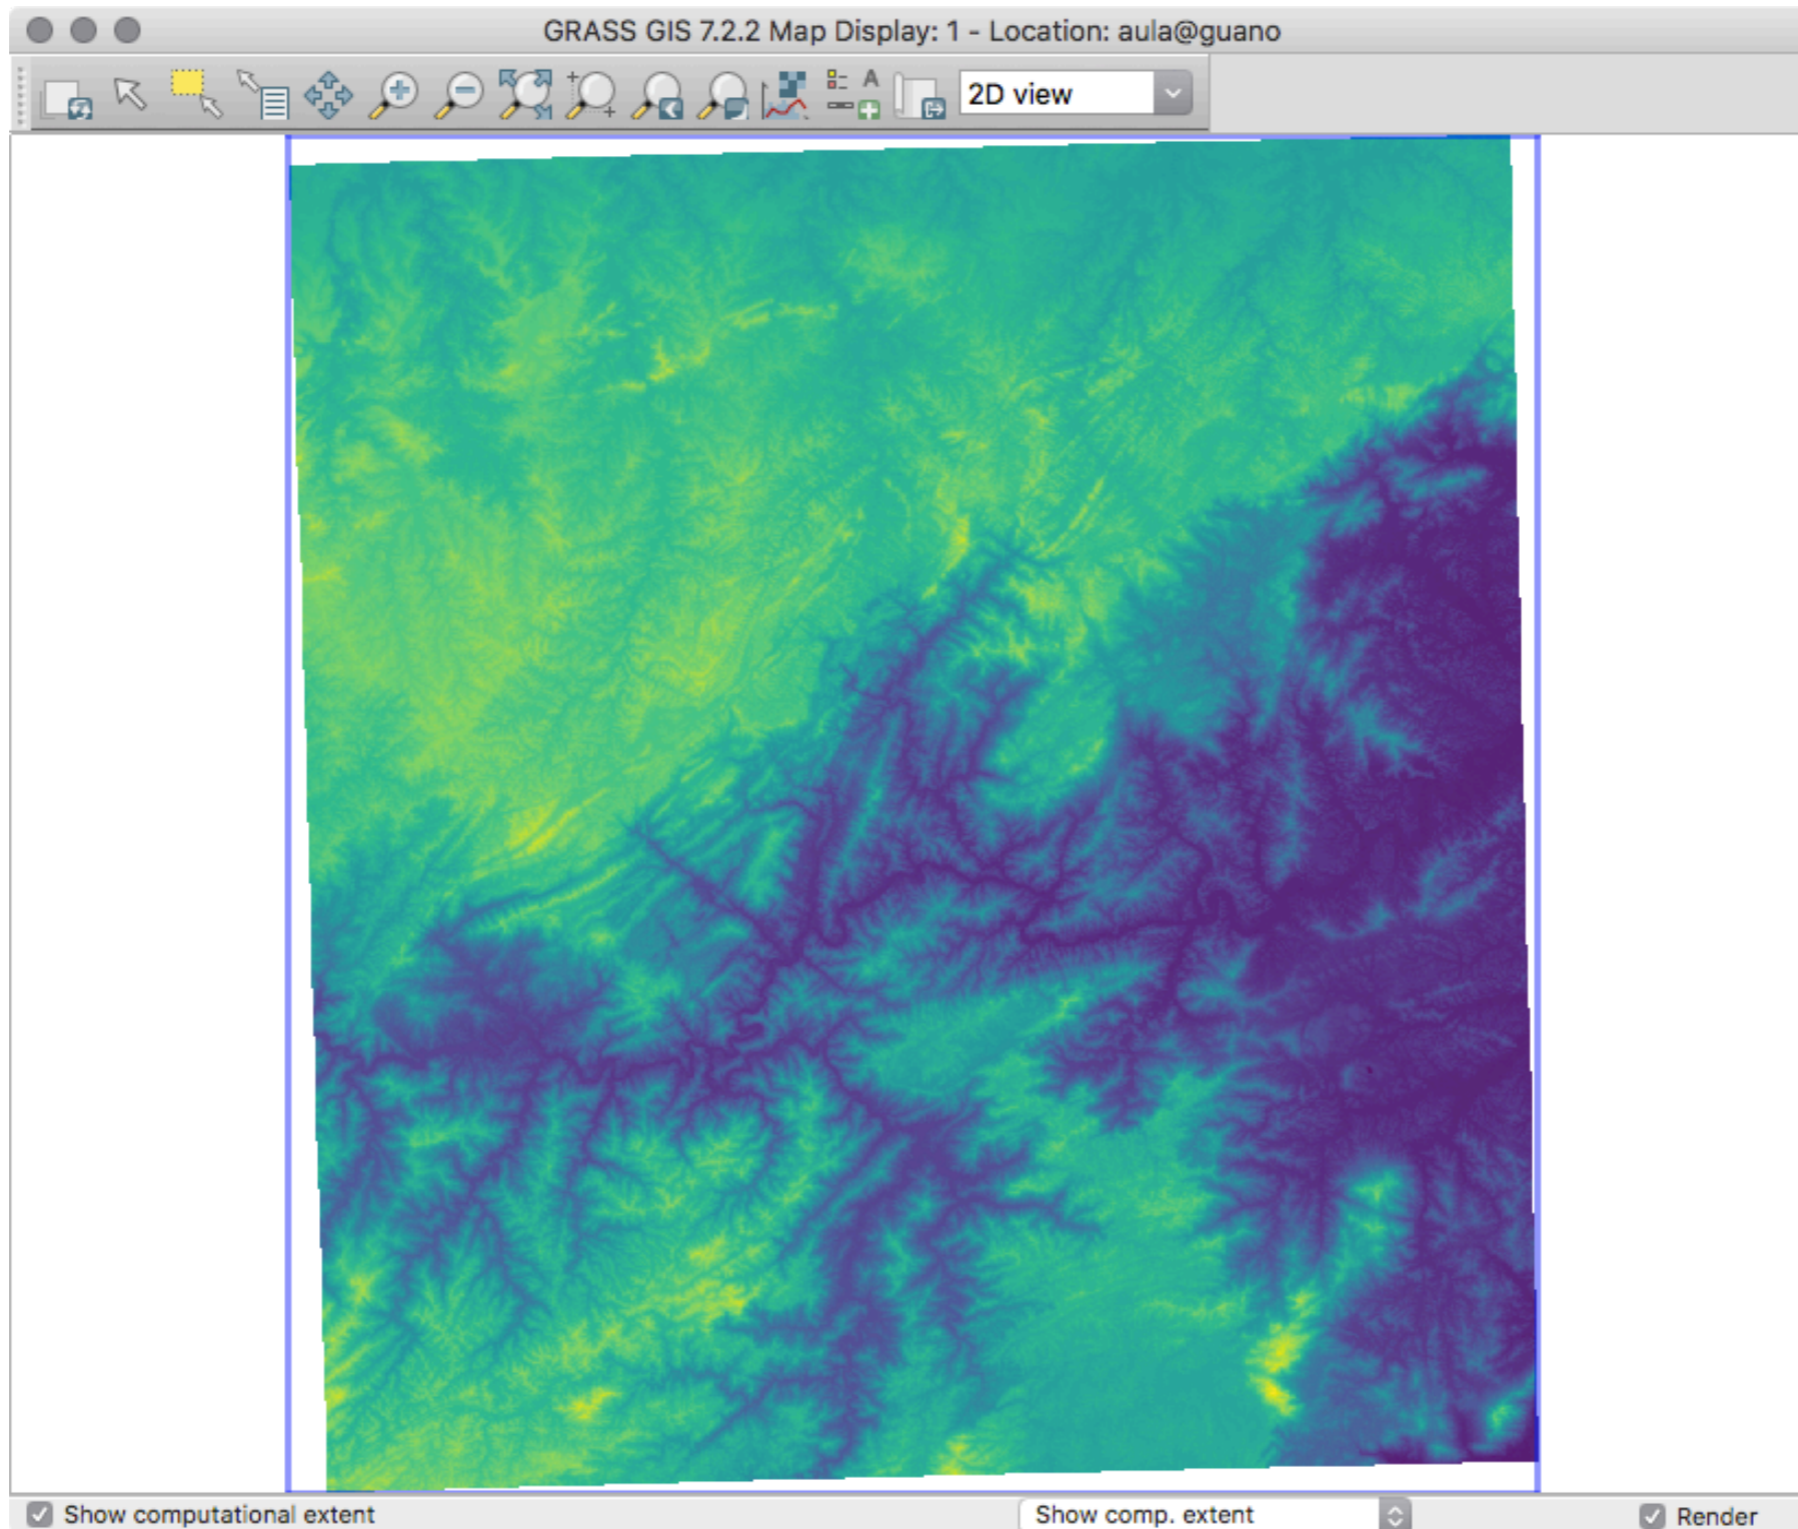 GRASS GIS 7.2.2 Map Display: 1 - Location: aula@guano
A
2D view
Show computational extent
Show comp. extent
Render